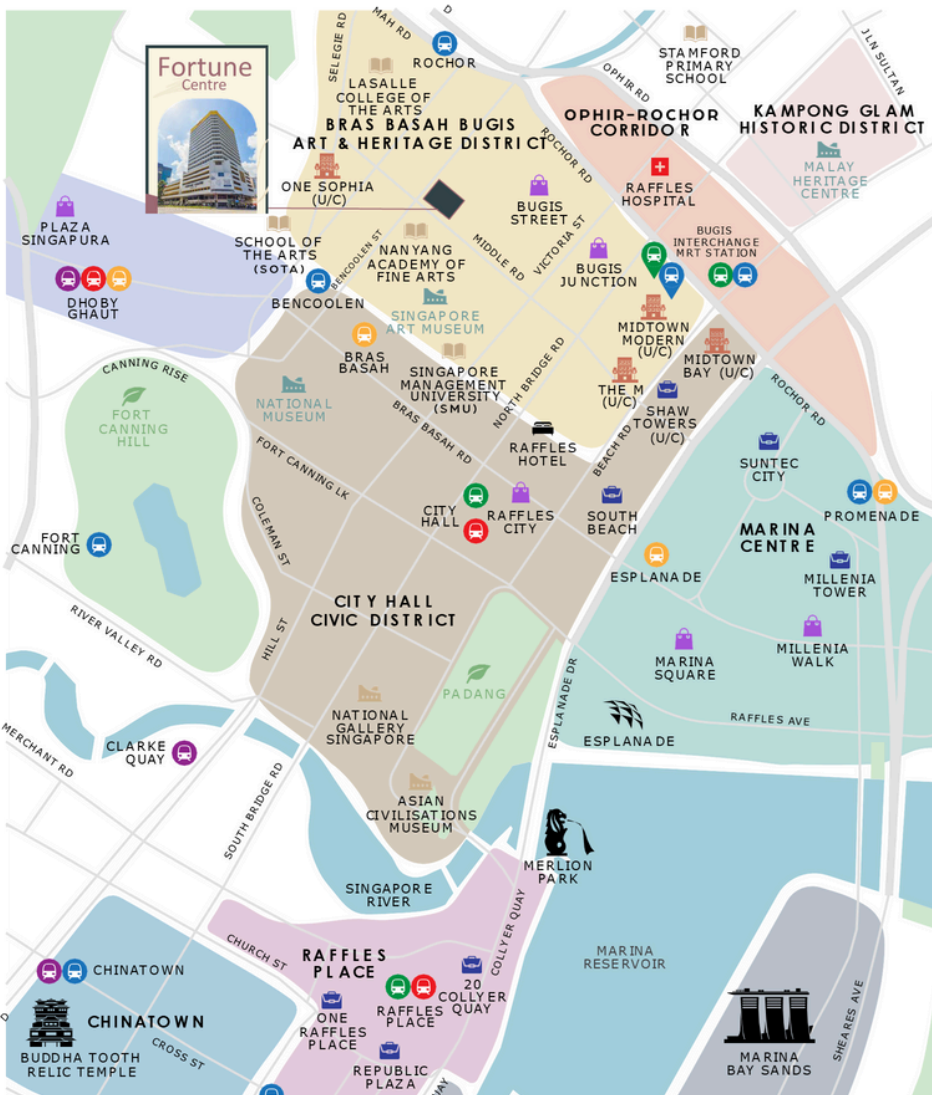 MAH RD
D
ROCHOR
SELEGIE RD
STAMFORD
PRIMARY
SCHOOL
JLN SULTAN
Fortune
Centre
LASALLE
COLLEGE OF
THE ARTS
OPHIR RD
BRAS BASAH BUGIS
ART & HERITAGE DISTRICT
OPHIR-ROCHOR
CORRIDOR
KAMPONG GLAM
HISTORIC DISTRICT
ROCHOR RD
MALAY
HERITAGE
CENTRE
ONE SOPHIA
(U/C)
RAFFLES
HOSPITAL
BUGIS
STREET
PLAZA
SINGAPURA
SCHOOL OF
THE ARTS
(SOTA)
BENCOOLEN ST
NANYANG
ACADEMY OF
FINE ARTS
MIDDLE RD
VICTORIA ST
BUGIS
INTERCHANGE
MRT STATION
BUGIS
JUNCTION
DHOBY
GHAUT
BENCOOLEN
SINGAPORE
ART MUSEUM
MIDTOWN
MODERN
(U/C)
MIDTOWN
BAY (U/C)
BRAS
BASAH
CANNING RISE
SINGAPORE
MANAGEMENT
UNIVERSITY
(SMU)
NORTH BRIDGE RD
THE M
(U/C)
SHAW
TOWERS
(U/C)
ROCHOR RD
FORT
CANNING
HILL
NATIONAL
MUSEUM
BRAS BASAH RD
RAFFLES
HOTEL
BEACH RD
FORT CANNING LK
SUNTEC
CITY
CITY
HALL
RAFFLES
CITY
SOUTH
BEACH
PROMENADE
COLEMAN ST
FORT
CANNING
MARINA
CENTRE
ESPLANADE
MILLENIA
TOWER
RIVER VALLEY RD
CITY HALL
CIVIC DISTRICT
HILL ST
MARINA
SQUARE
MILLENIA
WALK
PADANG
ESPLANADE DR
RAFFLES AVE
NATIONAL
GALLERY
SINGAPORE
ESPLANADE
MERCHANT RD
CLARKE
QUAY
SOUTH BRIDGE RD
ASIAN
CIVILISATIONS
MUSEUM
MERLION
PARK
SINGAPORE
RIVER
COLLYER QUAY
CHURCH ST
RAFFLES
PLACE
MARINA
RESERVOIR
CHINATOWN
20
COLLYER
QUAY
SHEARES AVE
D
CHINATOWN
ONE
RAFFLES
PLACE
RAFFLES
PLACE
CROSS ST
BUDDHA TOOTH
RELIC TEMPLE
REPUBLIC
PLAZA
MARINA
BAY SANDS
AY